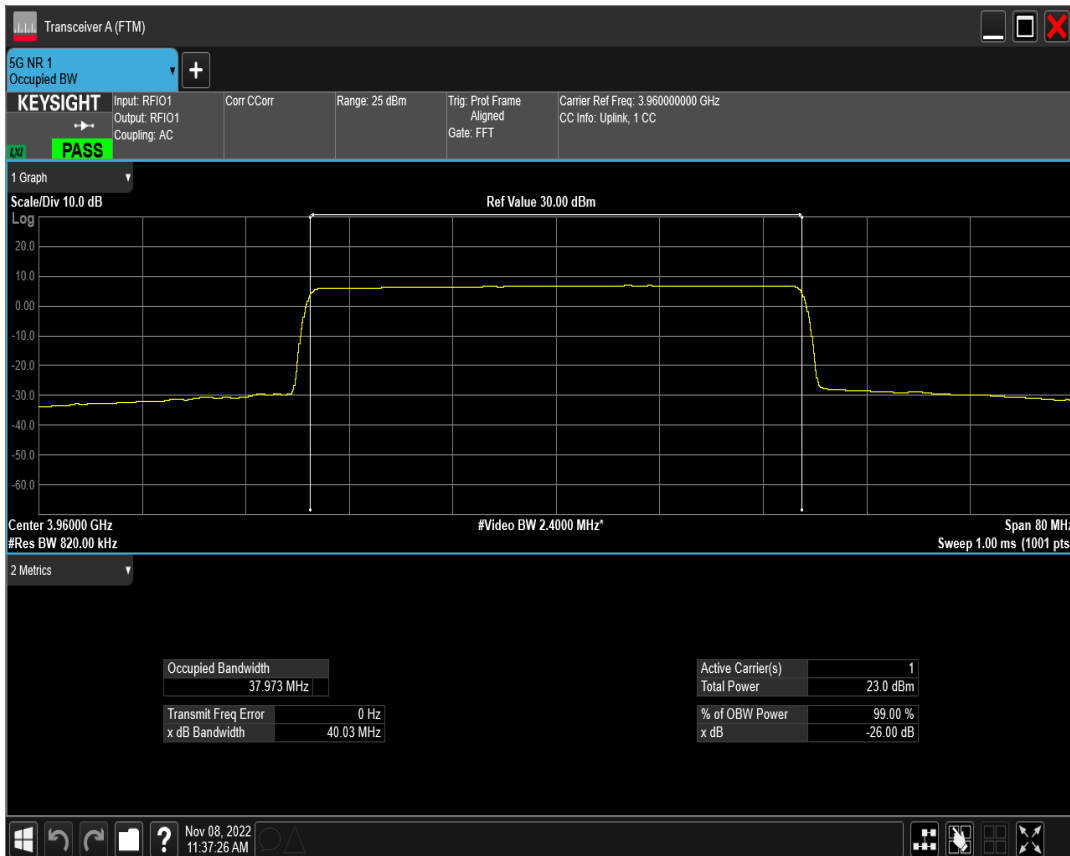 Transceiver A (FTM)
5G NR 1
Occupied BW
+
KEYSIGHT
LXI
PASS
Input: RFIO1
Output: RFIO1
Coupling: AC
Corr CCorr
Range: 25 dBm
Trig: Prot Frame
Aligned
Gate: FFT
Carrier Ref Freq: 3.960000000 GHz
CC Info: Uplink, 1 CC
1 Graph
Scale/Div 10.0 dB
Ref Value 30.00 dBm
Log
20.0
10.0
0.00
-10.0
-20.0
-30.0
-40.0
-50.0
-60.0
Center 3.96000 GHz
#Video BW 2.4000 MHz*
Span 80 MHz
#Res BW 820.00 kHz
Sweep 1.00 ms (1001 pts
2 Metrics
Occupied Bandwidth
37.973 MHz
Transmit Freq Error 0 Hz
x dB Bandwidth 40.03 MHz
Active Carrier(s) 1
Total Power 23.0 dBm
% of OBW Power 99.00 %
x dB -26.00 dB
?
Nov 08, 2022
11:37:26 AM